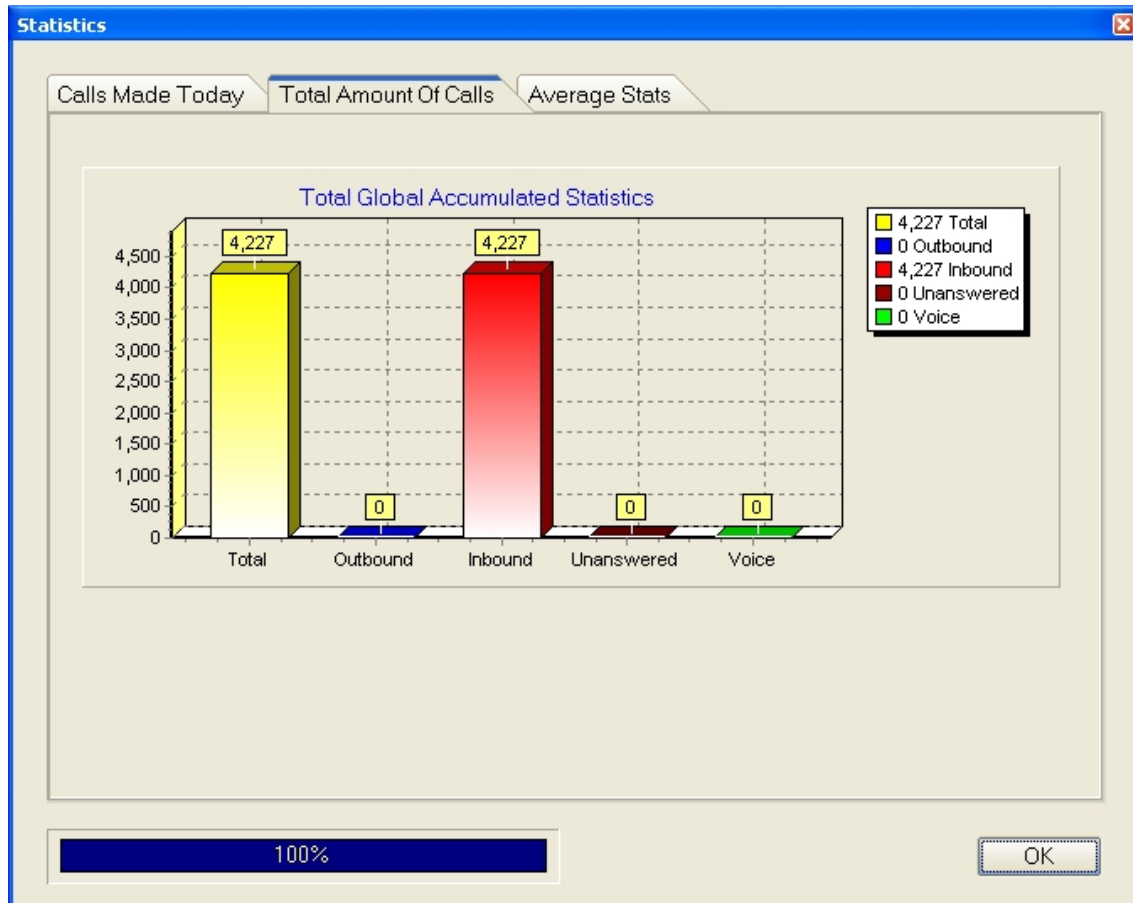 Statistics
Calls Made Today
Total Amount Of Calls
Average Stats
Total Global Accumulated Statistics
4,227
0
4,227
0
0
4,500
4,000
3,500
3,000
2,500
2,000
1,500
1,000
500
0
Total
Outbound
Inbound
Unanswered
Voice
4,227 Total
0 Outbound
4,227 Inbound
0 Unanswered
0 Voice
100%
OK